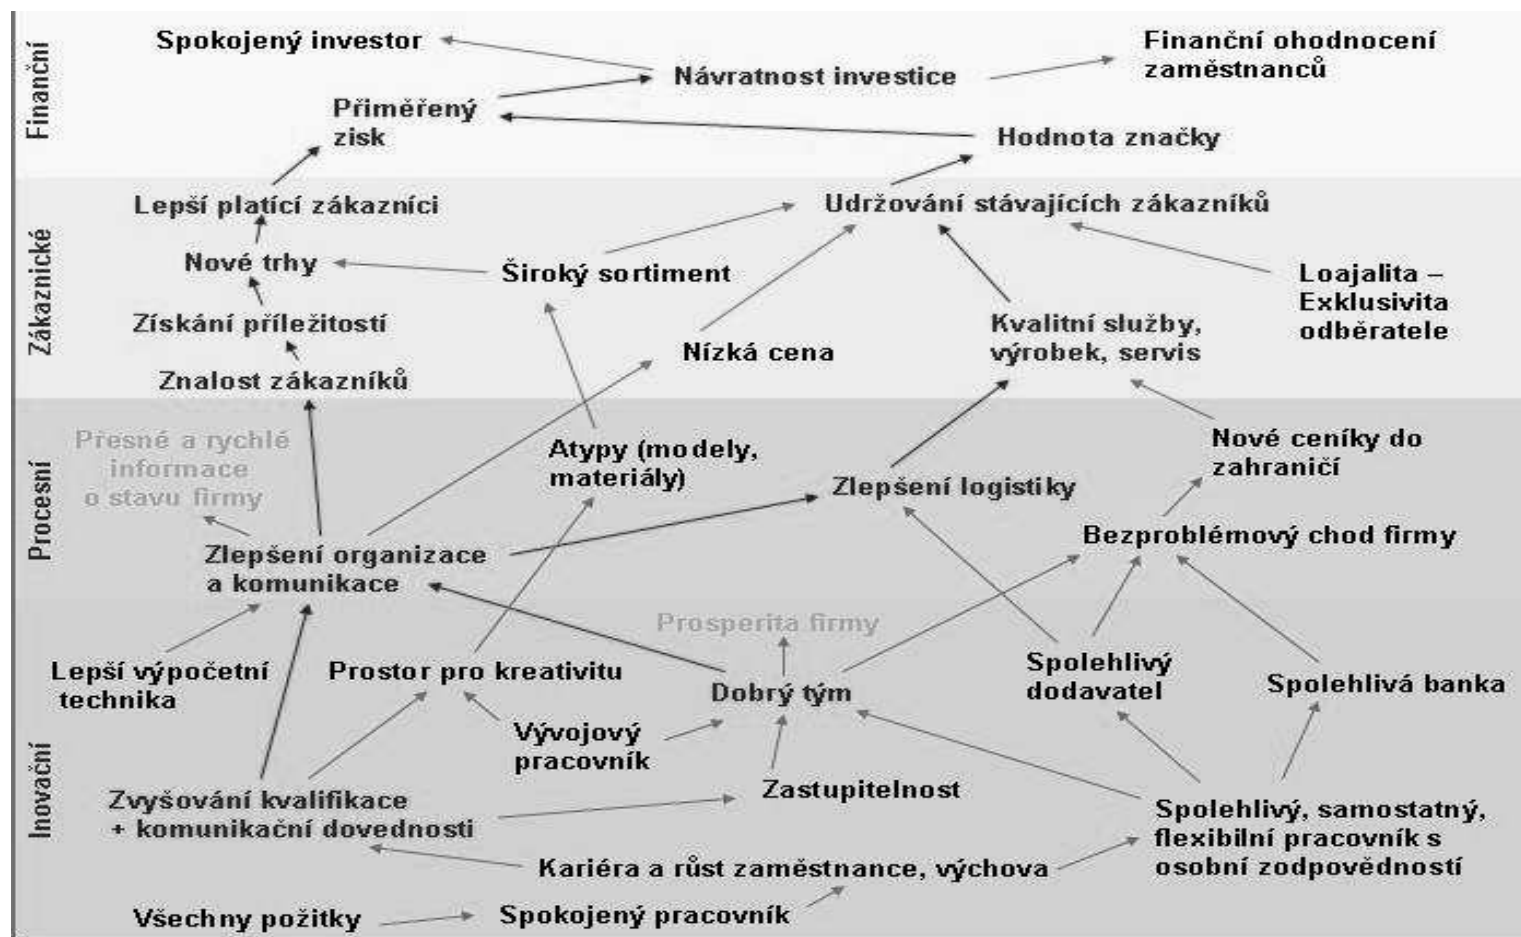 Finanční
Spokojený investor
Finanční ohodnocení
zaměstnanců
Návratnost investice
Přiměřený
zisk
Hodnota značky
Zákaznické
Lepší platící zákazníci
Udržování stávajících zákazníků
Nové trhy
Široký sortiment
Loajalita –
Exklusivita
odběratele
Získání příležitostí
Kvalitní služby,
výrobek, servis
Nízká cena
Znalost zákazníků
Procesní
Přesné a rychlé
informace
o stavu firmy
Atypy (modely,
materiály)
Nové ceníky do
zahraničí
Zlepšení logistiky
Bezproblémový chod firmy
Zlepšení organizace
a komunikace
Inovační
Prosperita firmy
Lepší výpočetní
technika
Prostor pro kreativitu
Dobrý tým
Spolehlivý
dodavatel
Spolehlivá banka
Vývojový
pracovník
Zvyšování kvalifikace
+ komunikační dovednosti
Zastupitelnost
Spolehlivý, samostatný,
flexibilní pracovník s
osobní zodpovědností
Kariéra a růst zaměstnance, výchova
Všechny požitky
Spokojený pracovník